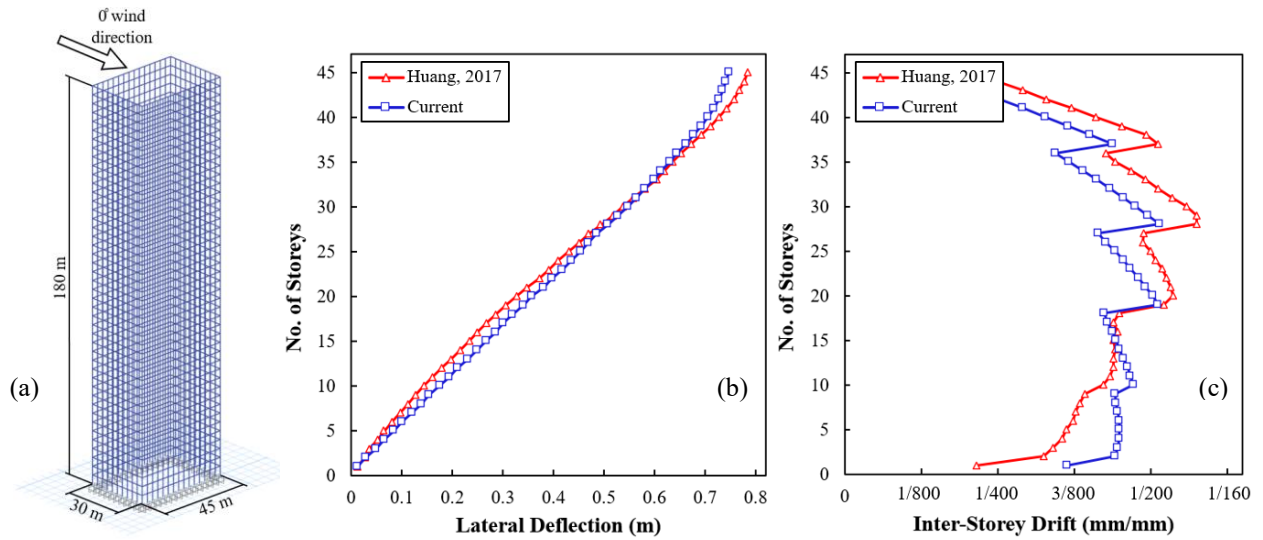 0° wind
direction
180 m
30 m
45 m
(a)
No. of Storeys
45
40
35
30
25
20
15
10
5
0
Huang, 2017
Current
(b)
0 0.1 0.2 0.3 0.4 0.5 0.6 0.7 0.8
Lateral Deflection (m)
No. of Storeys
45
40
35
30
25
20
15
10
5
0
Huang, 2017
Current
(c)
0 1/800 1/400 3/800 1/200 1/160
Inter-Storey Drift (mm/mm)